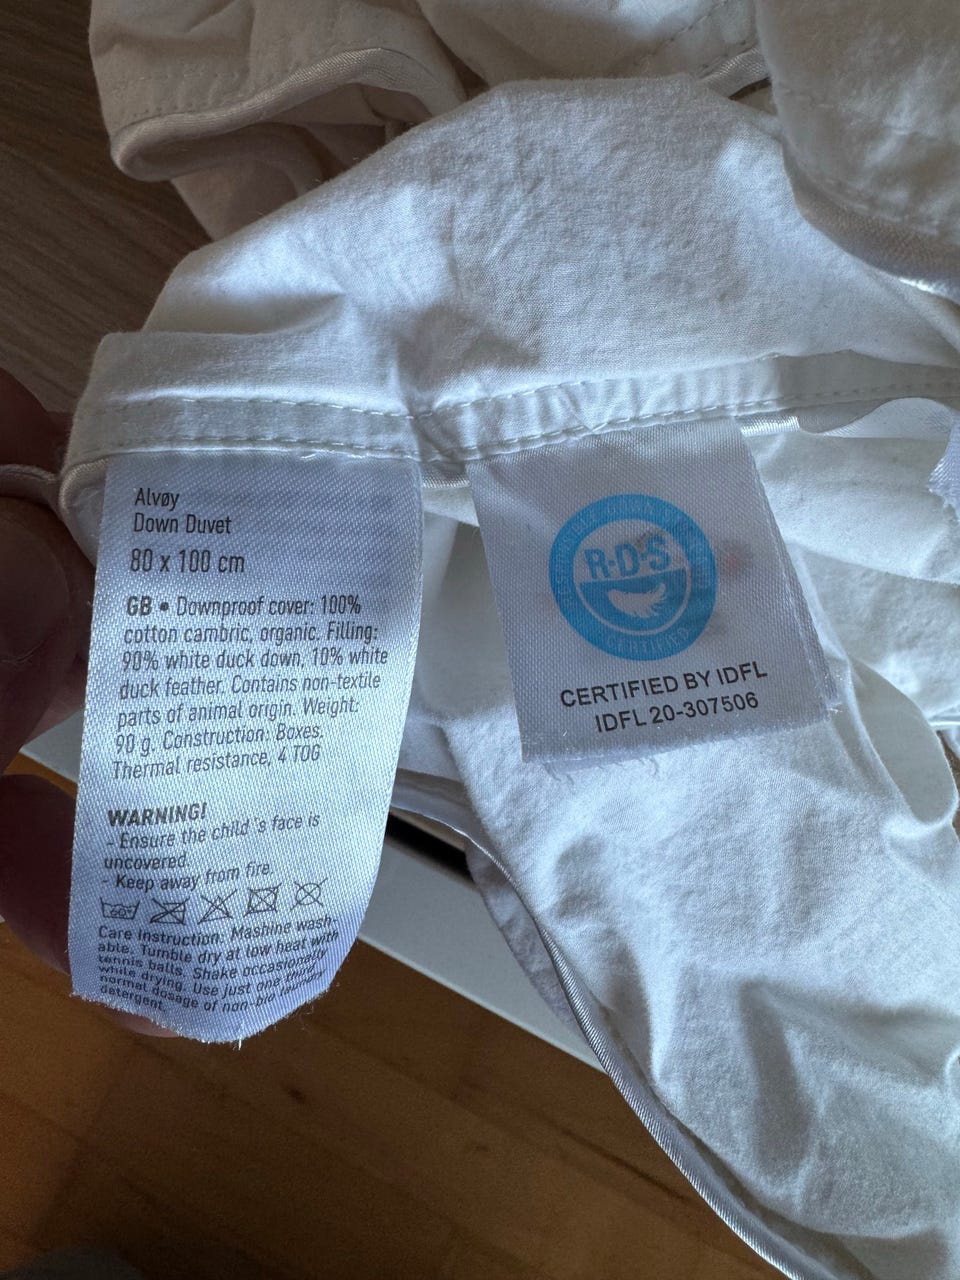 Alvøy
Down Duvet
80 x 100 cm
GB • Downproof cover: 100%
cotton cambric, organic. Filling:
90% white duck down, 10% white
duck feather. Contains non-textile
parts of animal origin. Weight:
90 g. Construction: Boxes.
Thermal resistance, 4 TOG
WARNING!
- Ensure the child ̈s face is
uncovered.
- Keep away from fire.
60°
Care Instruction: Mashine wash-
able. Tumble dry at low heat with
tennis balls. Shake occasionally
while drying. Use just one third
normal dosage of non-bio
detergent.
R·D·S
CERTIFIED
CERTIFIED BY IDFL
IDFL 20-307506